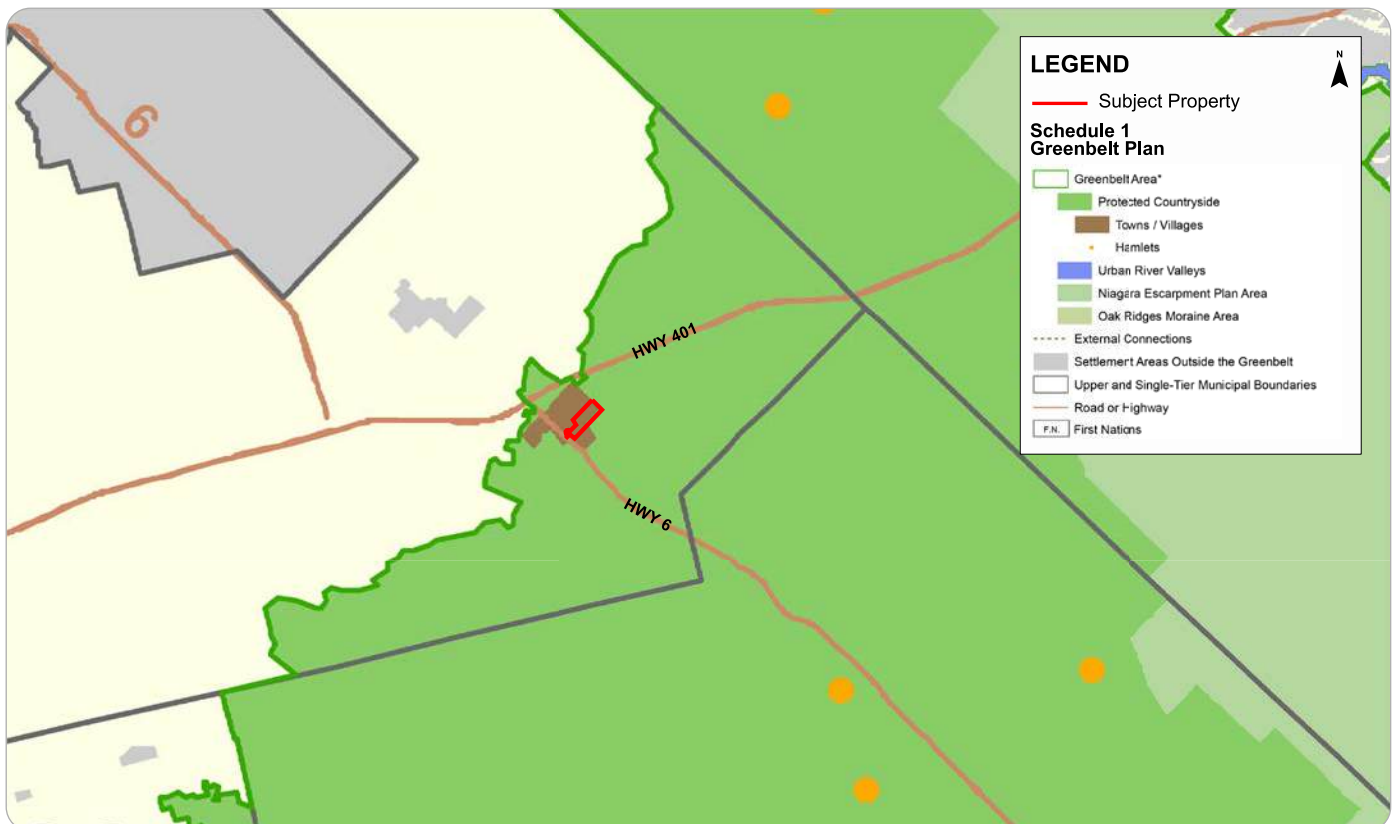 6
HWY 401
HWY 6
LEGEND
N
Subject Property
Schedule 1
Greenbelt Plan
Greenbelt Area*
Protected Countryside
Towns / Villages
Hamlets
Urban River Valleys
Niagara Escarpment Plan Area
Oak Ridges Moraine Area
External Connections
Settlement Areas Outside the Greenbelt
Upper and Single-Tier Municipal Boundaries
Road or Highway
F.N. First Nations